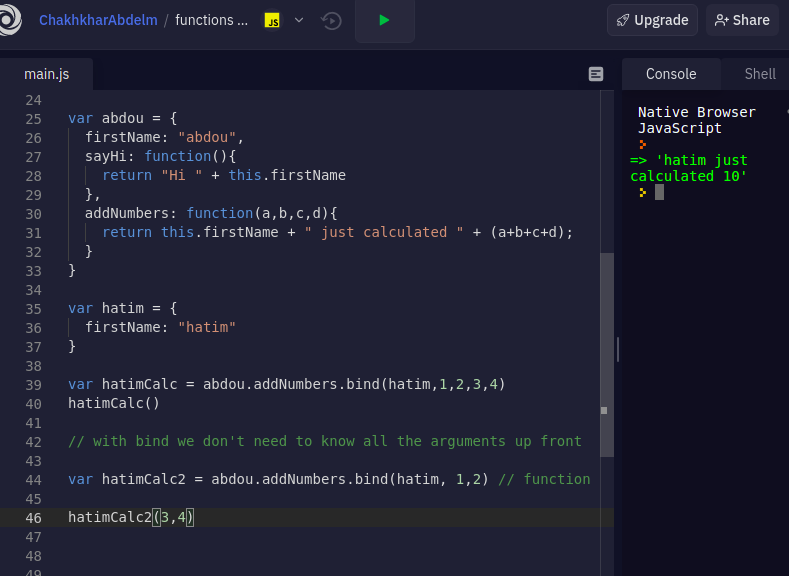 ChakhkharAbdelm / functions ... JS Upgrade Share
main.js Console Shell
24
25 var abdou = {
26 firstName: "abdou",
27 sayHi: function(){
28 return "Hi " + this.firstName
29 },
30 addNumbers: function(a,b,c,d){
31 return this.firstName + " just calculated " + (a+b+c+d);
32 }
33 }
34
35 var hatim = {
36 firstName: "hatim"
37 }
38
39 var hatimCalc = abdou.addNumbers.bind(hatim,1,2,3,4)
40 hatimCalc()
41
42 // with bind we don't need to know all the arguments up front
43
44 var hatimCalc2 = abdou.addNumbers.bind(hatim, 1,2) // function
45
46 hatimCalc2(3,4)
47
48
49
Native Browser
JavaScript
=> 'hatim just
calculated 10'